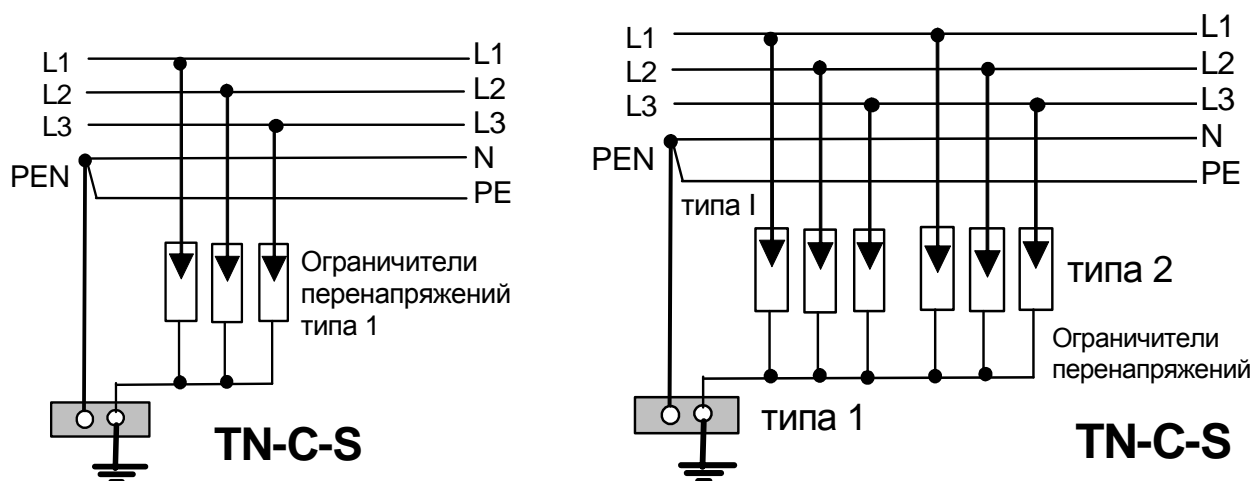 L1
L1
L2
L2
L3
L3
PEN
N
PE
Ограничители
перенапряжений
типа 1
TN-C-S
L1
L1
L2
L2
L3
L3
PEN
N
PE
типа I
типа 2
Ограничители
перенапряжений
типа 1
TN-C-S